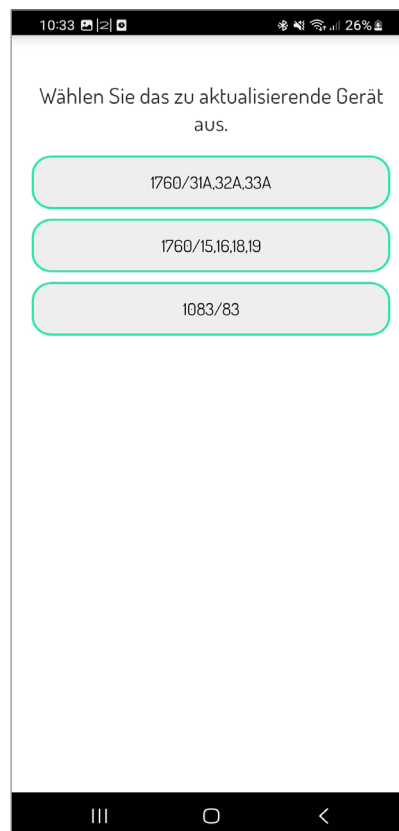 10:33
26%
Wählen Sie das zu aktualisierende Gerät
aus.
1760/31A,32A,33A
1760/15,16,18,19
1083/83